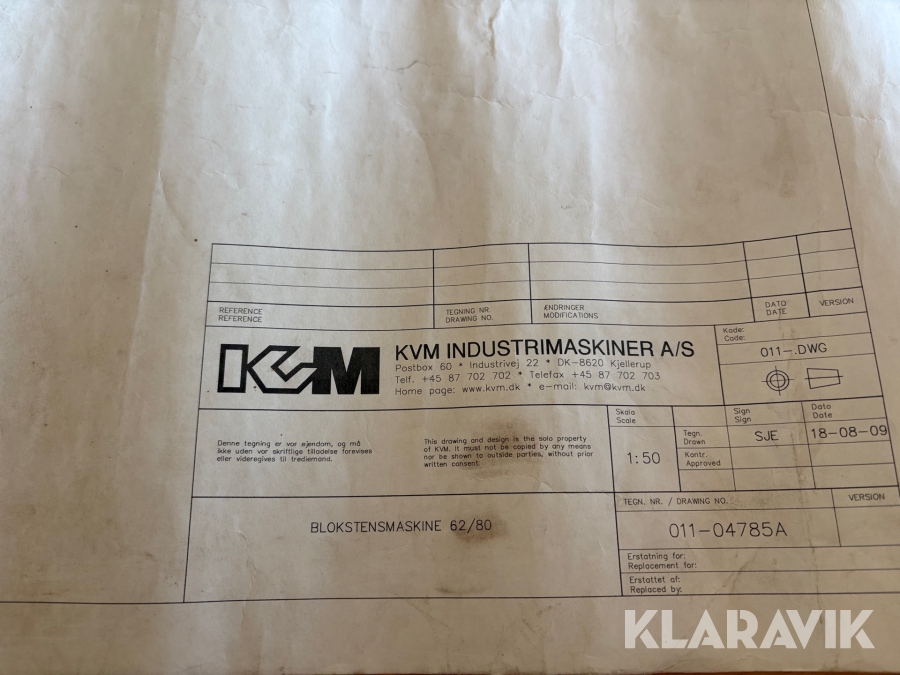 REFERENCE
REFERENCE
TEGNING NR.
DRAWING NO.
ÆNDRINGER
MODIFICATIONS
DATO
DATE
VERSION
KVM
KVM INDUSTRIMASKINER A/S
Postbox 60 * Industrivej 22 * DK-8620 Kjellerup
Telf. +45 87 702 702 * Telefax +45 87 702 703
Home page: www.kvm.dk * e-mail: kvm@kvm.dk
Kode:
Code:
011-.DWG
Denne tegning er vor ejendom, og må
ikke uden vor skriftlige tilladelse forevises
eller videregives til trediemand.
This drawing and design is the solo property
of KVM. It must not be copied by any means
nor be shown to outside parties, without prior
written consent.
Skala
Scale
1:50
Sign
Sign
Dato
Date
Tegn.
Drawn
SJE
18-08-09
Kontr.
Approved
BLOKSTENSMASKINE 62/80
TEGN. NR. / DRAWING NO.
VERSION
011-04785A
Erstatning for:
Replacement for:
Erstattet af:
Replaced by:
KLARAVIK